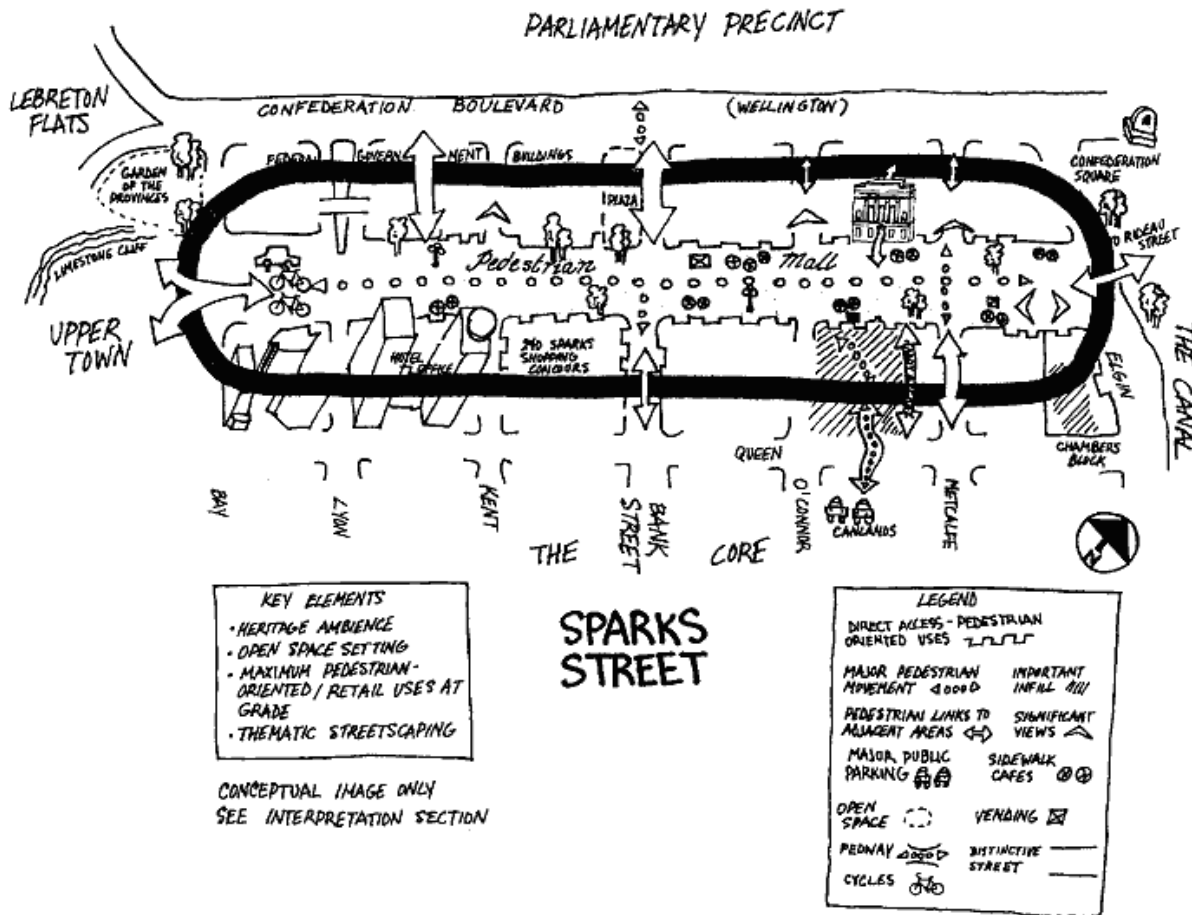 PARLIAMENTARY PRECINCT
LEBRETON
FLATS
CONFEDERATION BOULEVARD (WELLINGTON)
CONFEDERATION
SQUARE
FEDERAL GOVERNMENT BUILDINGS
GARDEN
OF THE
PROVINCES
PLAZA
TO RIDEAU
STREET
LIMESTONE CLIFF
Pedestrian Mall
UPPER
TOWN
HOTEL
OFFICE
240 SPARKS
SHOPPING
CONCOURS
ELGIN
THE CANAL
QUEEN
CHAMBERS
BLOCK
BAY
LYON
KENT
BANK
STREET
O'CONNOR
METCALFE
CANLANDS
THE CORE
N
KEY ELEMENTS
• HERITAGE AMBIENCE
• OPEN SPACE SETTING
• MAXIMUM PEDESTRIAN-
ORIENTED/RETAIL USES AT
GRADE
• THEMATIC STREETSCAPING
SPARKS
STREET
CONCEPTUAL IMAGE ONLY
SEE INTERPRETATION SECTION
LEGEND
DIRECT ACCESS - PEDESTRIAN
ORIENTED USES
MAJOR PEDESTRIAN
MOVEMENT
IMPORTANT
INFILL
PEDESTRIAN LINKS TO
ADJACENT AREAS
SIGNIFICANT
VIEWS
MAJOR PUBLIC
PARKING
SIDEWALK
CAFES
OPEN
SPACE
VENDING
PEDWAY
DISTINCTIVE
STREET
CYCLES